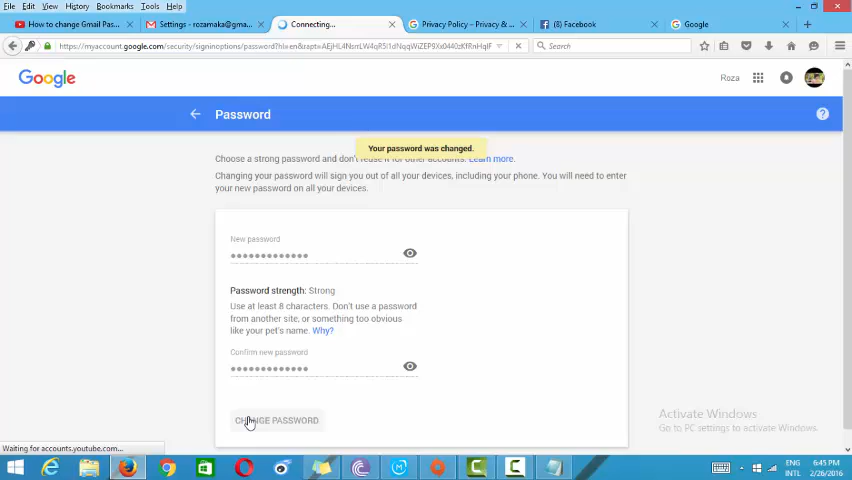 File Edit View History Bookmarks Tools Help
How to change Gmail Pas... Settings - rozamaka@gma... Connecting... Privacy Policy – Privacy & ... (8) Facebook Google
Search
Google
Roza
Password
Your password was changed.
Choose a strong password and don't reuse it for other accounts. Learn more.
Changing your password will sign you out of all your devices, including your phone. You will need to enter
your new password on all your devices.
New password
Password strength: Strong
Use at least 8 characters. Don't use a password
from another site, or something too obvious
like your pet's name. Why?
Confirm new password
CHANGE PASSWORD
Activate Windows
Go to PC settings to activate Windows.
Waiting for accounts.youtube.com...
ENG 6:45 PM
INTL 2/26/2016